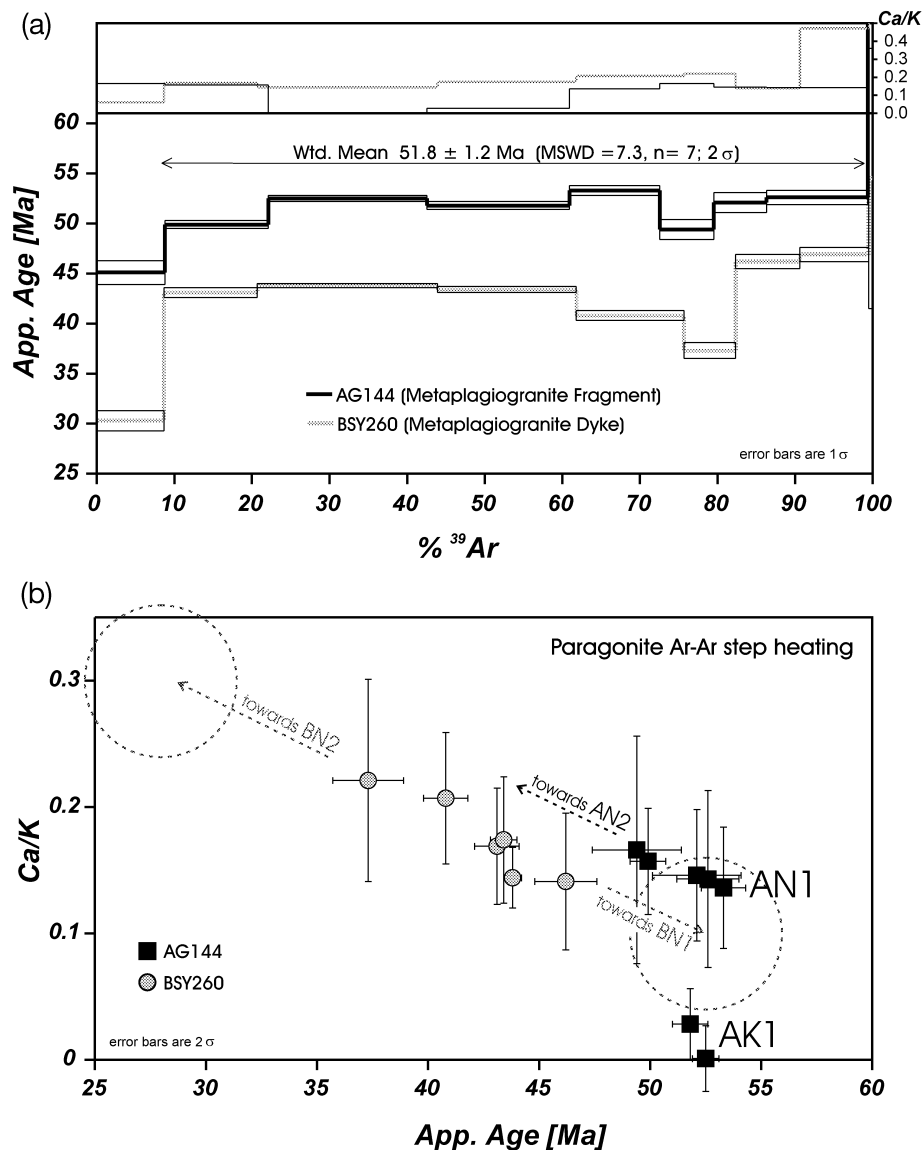 (a)
Ca/K
0.5
0.4
0.3
0.2
0.1
0.0
60
55
50
45
40
35
30
25
App. Age [Ma]
Wtd. Mean 51.8 ± 1.2 Ma (MSWD =7.3, n= 7; 2 σ)
AG144 (Metaplagiogranite Fragment)
BSY260 (Metaplagiogranite Dyke)
error bars are 1σ
0 10 20 30 40 50 60 70 80 90 100
% ³⁹Ar
(b)
Paragonite Ar-Ar step heating
0.3
0.2
0.1
0
Ca/K
towards BN2
towards AN2
towards BN1
AN1
AK1
AG144
BSY260
error bars are 2σ
25 30 35 40 45 50 55 60
App. Age [Ma]